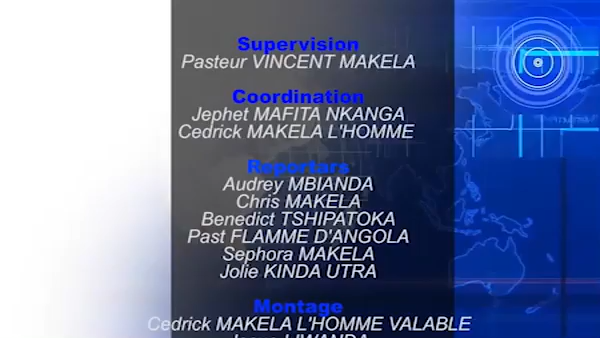 Supervision
Pasteur VINCENT MAKELA
Coordination
Jephet MAFITA NKANGA
Cedrick MAKELA L'HOMME
Reportars
Audrey MBIANDA
Chris MAKELA
Benedict TSHIPATOKA
Past FLAMME D'ANGOLA
Sephora MAKELA
Jolie KINDA UTRA
Montage
Cedrick MAKELA L'HOMME VALABLE